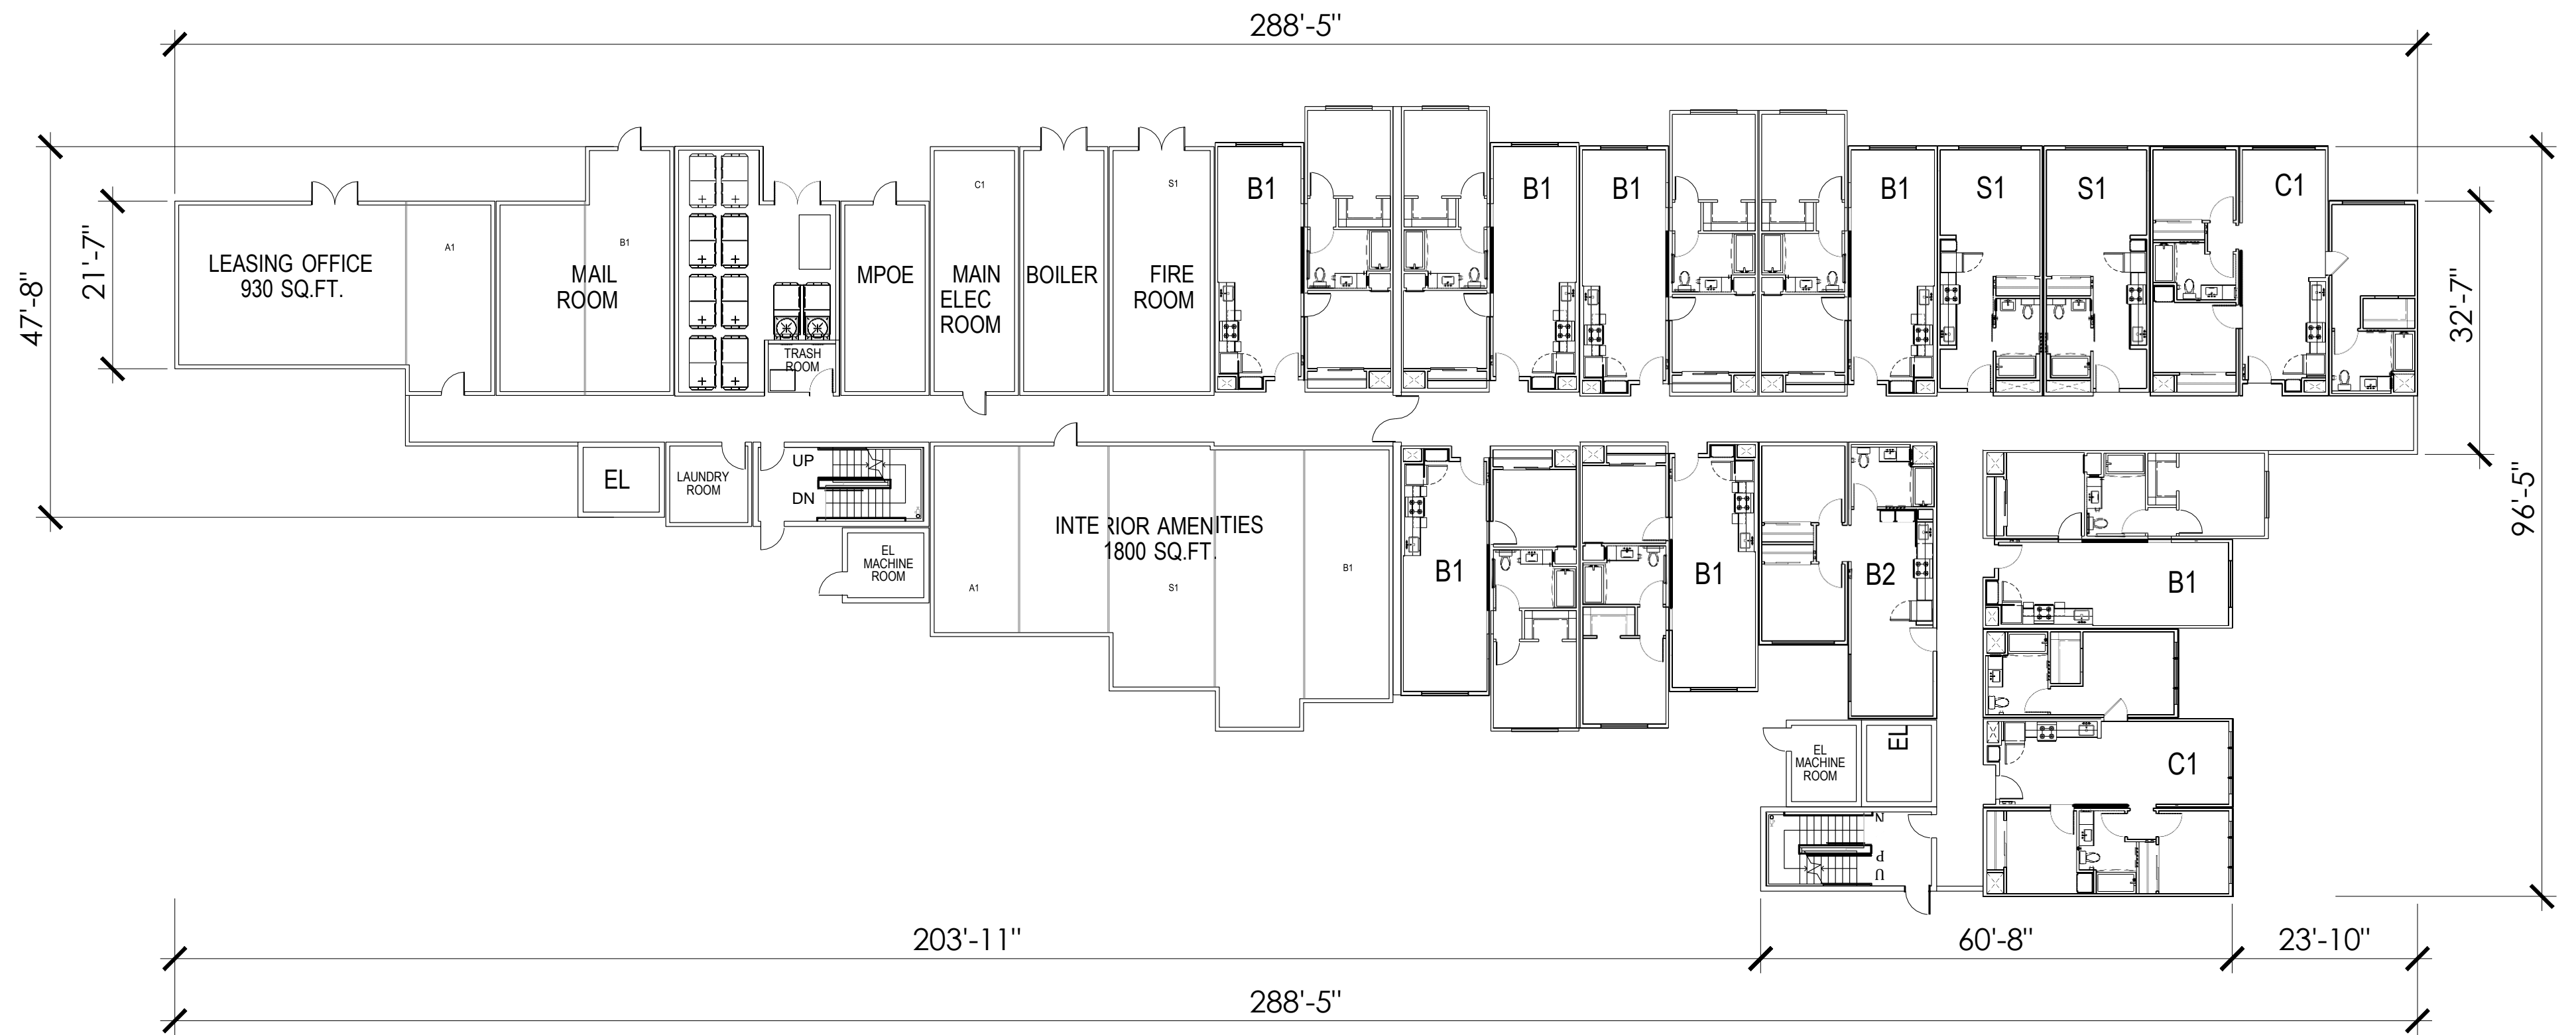 288'-5"
47'-8"
21'-7"
LEASING OFFICE
930 SQ.FT.
A1
B1
MAIL
ROOM
TRASH
ROOM
MPOE
C1
MAIN
ELEC
ROOM
BOILER
S1
FIRE
ROOM
B1
B1
B1
B1
S1
S1
C1
32'-7"
96'-5"
EL
LAUNDRY
ROOM
UP
DN
EL
MACHINE
ROOM
INTERIOR AMENITIES
1800 SQ.FT.
A1
S1
B1
B1
B1
B2
B1
C1
EL
MACHINE
ROOM
EL
N
U P
203'-11"
60'-8"
23'-10"
288'-5"